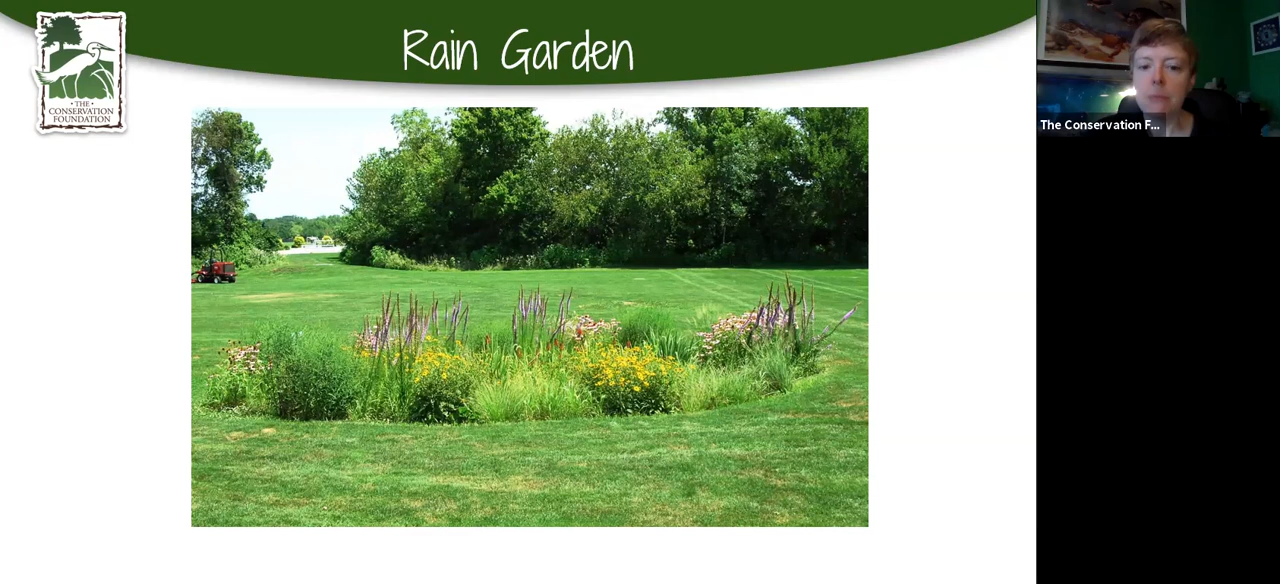 Rain Garden
• THE •
CONSERVATION
FOUNDATION
The Conservation F...